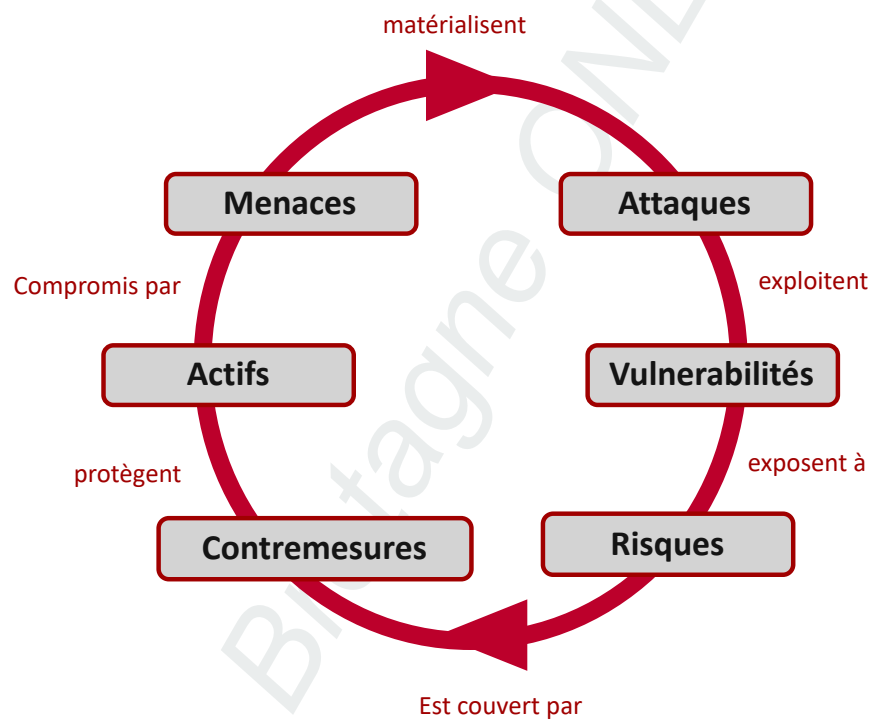 matérialisent
Menaces
Attaques
Compromis par
exploitent
Actifs
Vulnerabilités
protègent
exposent à
Contremesures
Risques
Est couvert par